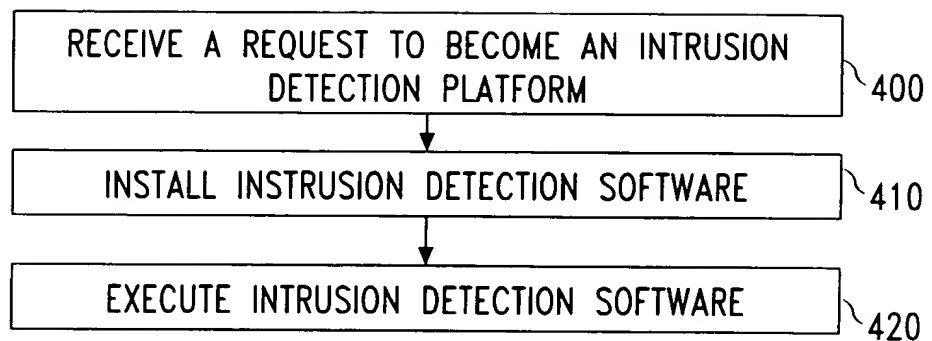 RECEIVE A REQUEST TO BECOME AN INTRUSION
DETECTION PLATFORM
400
INSTALL INSTRUSION DETECTION SOFTWARE
410
EXECUTE INTRUSION DETECTION SOFTWARE
420